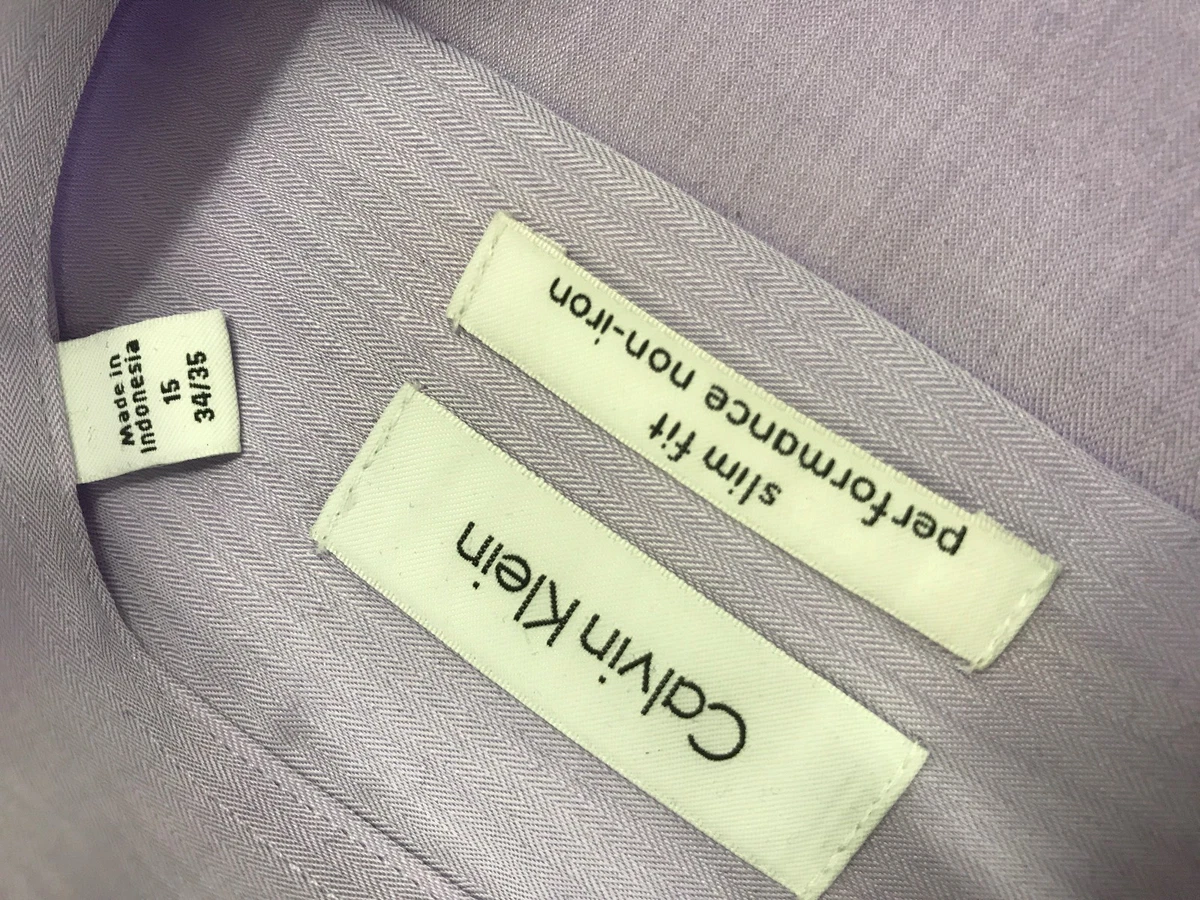 Calvin Klein
slim fit
performance non-iron
Made in
Indonesia
15
34/35